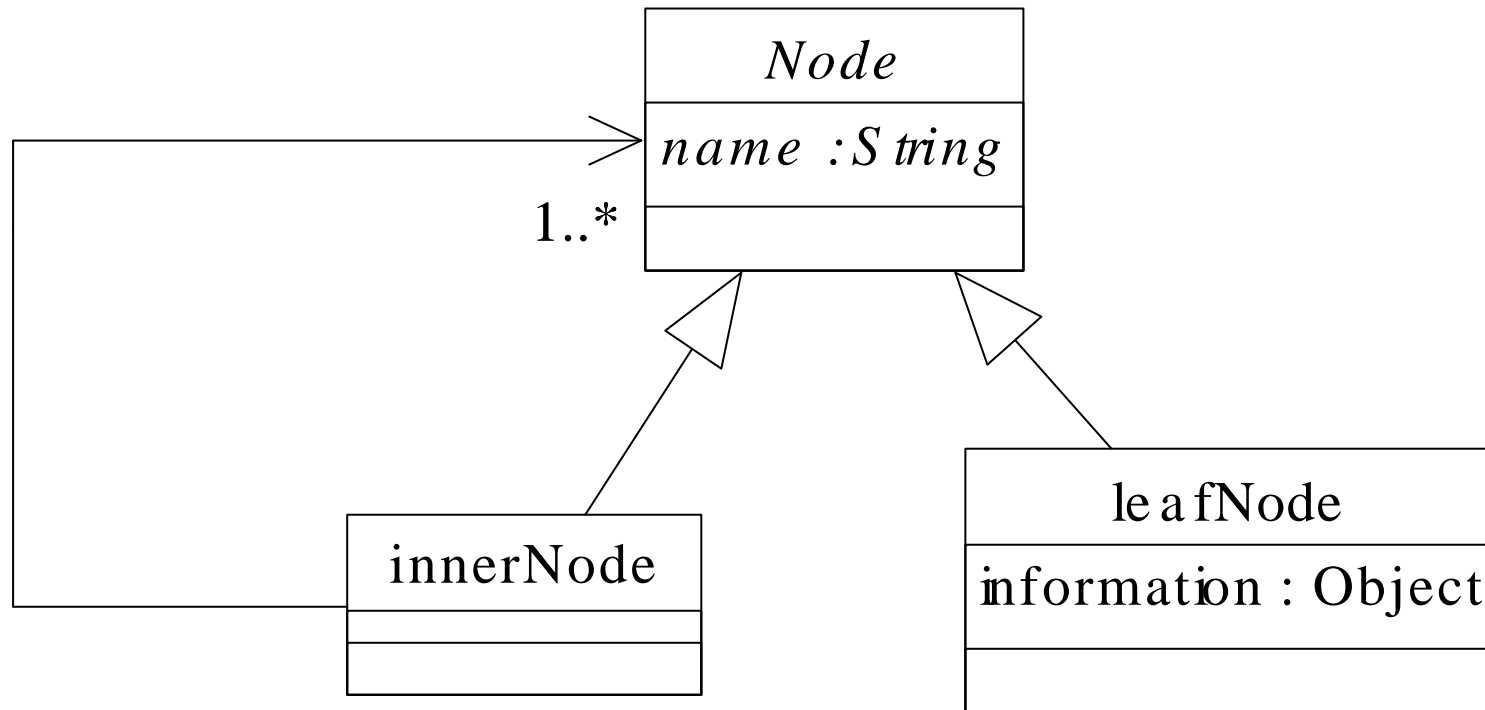 Node
name :String
1..*
innerNode
leafNode
information : Object